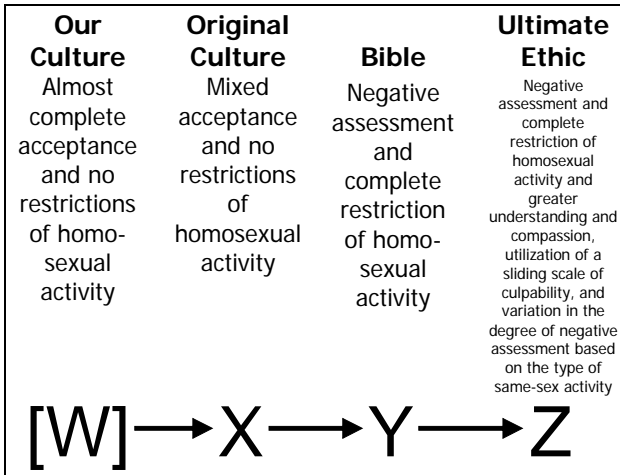 Our
Culture
Almost
complete
acceptance
and no
restrictions
of homo-
sexual
activity
Original
Culture
Mixed
acceptance
and no
restrictions
of
homosexual
activity
Bible
Negative
assessment
and
complete
restriction
of homo-
sexual
activity
Ultimate
Ethic
Negative
assessment and
complete
restriction of
homosexual
activity and
greater
understanding and
compassion,
utilization of a
sliding scale of
culpability, and
variation in the
degree of negative
assessment based
on the type of
same-sex activity
[W] X Y Z